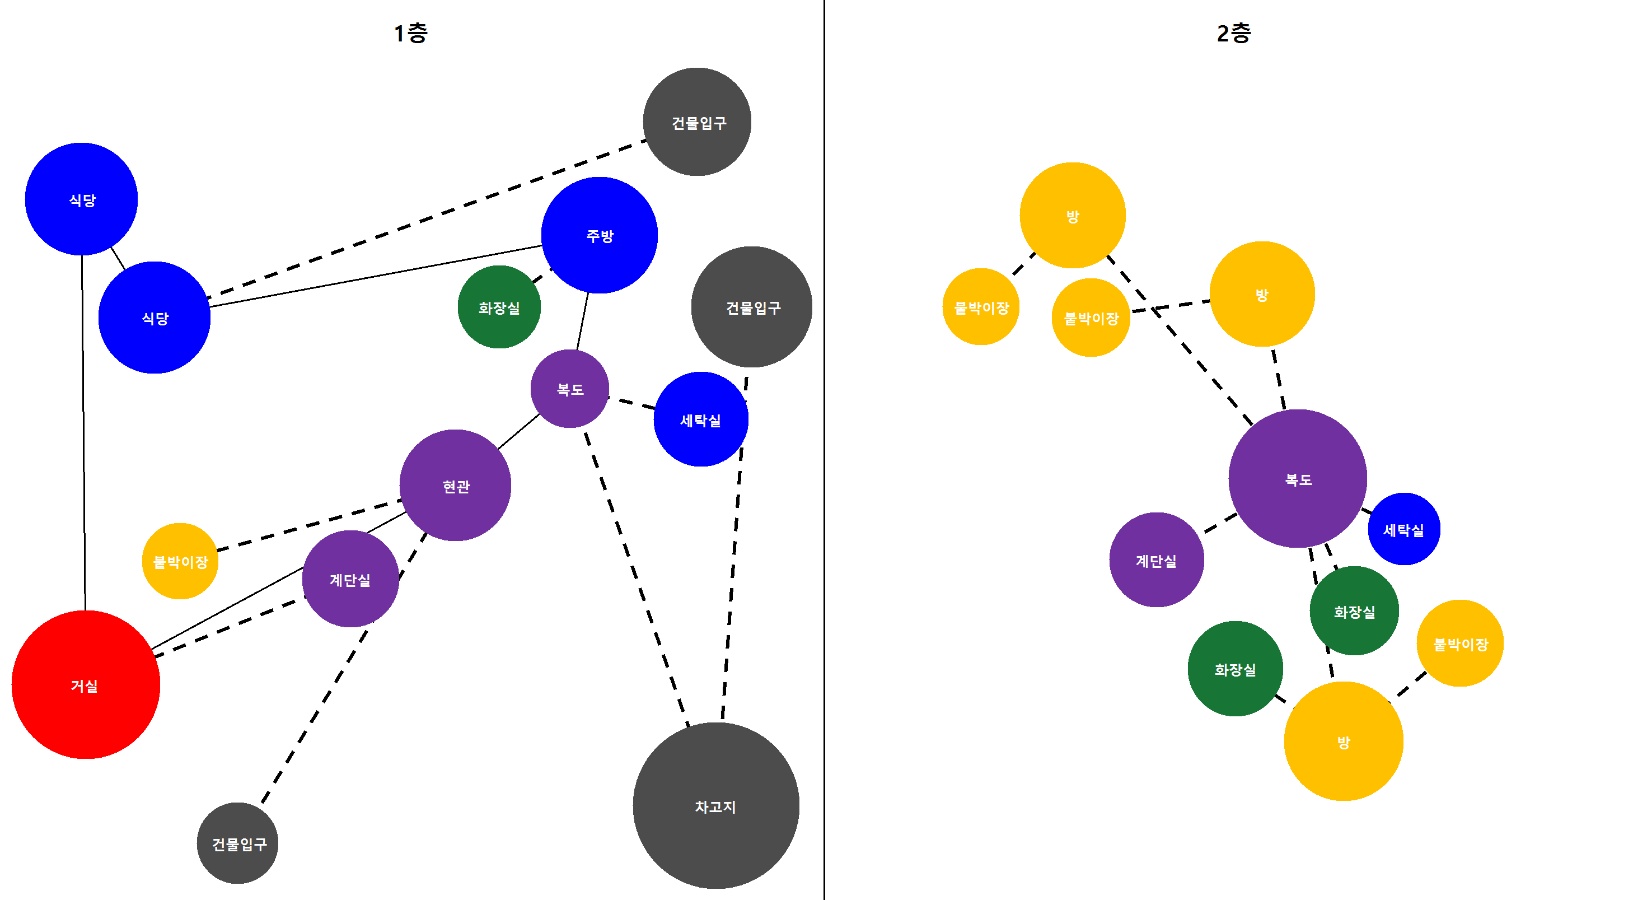 1층
건물입구
식당
주방
화장실
건물입구
식당
복도
세탁실
현관
붙박이장
계단실
거실
차고지
건물입구
2층
방
방
붙박이장
붙박이장
복도
세탁실
계단실
화장실
붙박이장
화장실
방